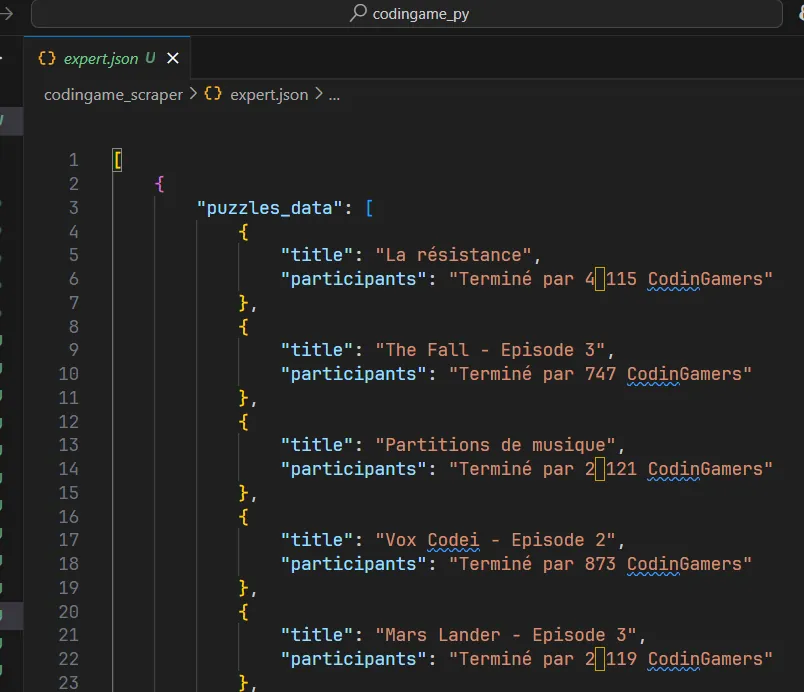 codingame_py
{} expert.json U ×
codingame_scraper > {} expert.json > ...
1 [
2 {
3 "puzzles_data": [
4 {
5 "title": "La résistance",
6 "participants": "Terminé par 4 115 CodinGamers"
7 },
8 {
9 "title": "The Fall - Episode 3",
10 "participants": "Terminé par 747 CodinGamers"
11 },
12 {
13 "title": "Partitions de musique",
14 "participants": "Terminé par 2 121 CodinGamers"
15 },
16 {
17 "title": "Vox Codei - Episode 2",
18 "participants": "Terminé par 873 CodinGamers"
19 },
20 {
21 "title": "Mars Lander - Episode 3",
22 "participants": "Terminé par 2 119 CodinGamers"
23 },